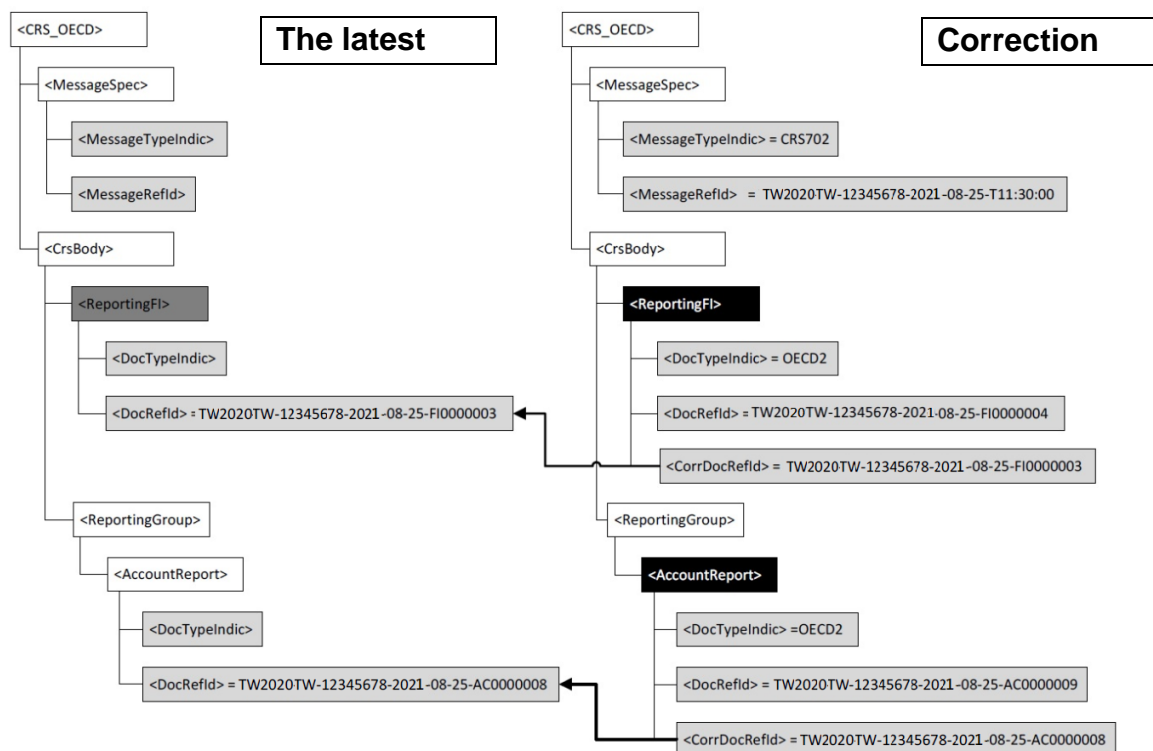 The latest
<CRS_OECD>
<MessageSpec>
<MessageTypeIndic>
<MessageRefId>
<CrsBody>
<ReportingFI>
<DocTypeIndic>
<DocRefId> = TW2020TW-12345678-2021-08-25-FI0000003
<ReportingGroup>
<AccountReport>
<DocTypeIndic>
<DocRefId> = TW2020TW-12345678-2021-08-25-AC0000008
Correction
<CRS_OECD>
<MessageSpec>
<MessageTypeIndic> = CRS702
<MessageRefId> = TW2020TW-12345678-2021-08-25-T11:30:00
<CrsBody>
<ReportingFI>
<DocTypeIndic> = OECD2
<DocRefId> = TW2020TW-12345678-2021-08-25-FI0000004
<CorrDocRefId> = TW2020TW-12345678-2021-08-25-FI0000003
<ReportingGroup>
<AccountReport>
<DocTypeIndic> =OECD2
<DocRefId> = TW2020TW-12345678-2021-08-25-AC0000009
<CorrDocRefId> = TW2020TW-12345678-2021-08-25-AC0000008